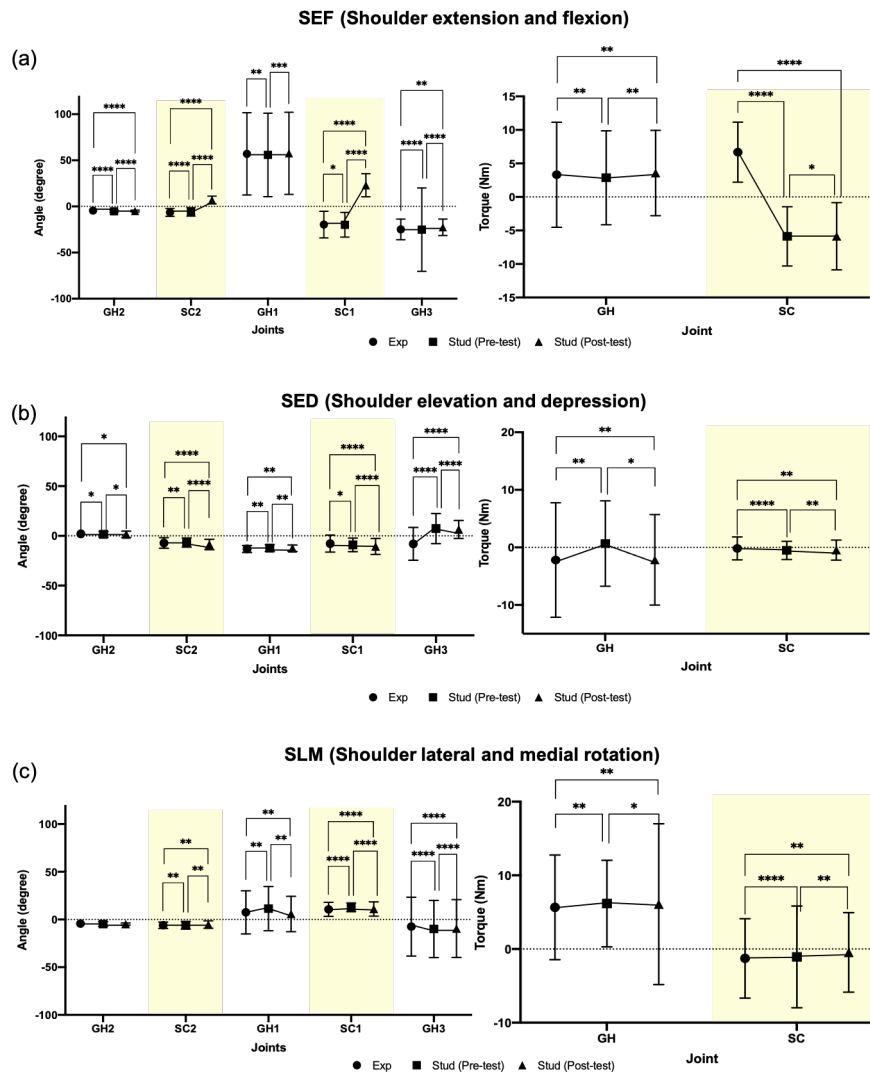 SEF (Shoulder extension and flexion)
(a)
Angle (degree)
100
50
0
-50
-100
**** **** ****
**** **** ****
** ***
**** * ****
** **** ****
GH2 SC2 GH1 SC1 GH3
Joints
Torque (Nm)
15
10
5
0
-5
-10
-15
** ** **
**** **** *
GH SC
Joint
Exp Stud (Pre-test) Stud (Post-test)
(b)
SED (Shoulder elevation and depression)
Angle (degree)
100
50
0
-50
-100
* * *
**** ** ****
** ** **
**** * ****
**** **** ****
GH2 SC2 GH1 SC1 GH3
Joints
Torque (Nm)
20
10
0
-10
** ** *
** **** **
GH SC
Joint
Exp Stud (Pre-test) Stud (Post-test)
(c)
SLM (Shoulder lateral and medial rotation)
Angle (degree)
100
50
0
-50
-100
** ** **
** ** **
**** **** ****
**** **** ****
GH2 SC2 GH1 SC1 GH3
Joints
Torque (Nm)
20
10
0
-10
** ** *
** **** **
GH SC
Joint
Exp Stud (Pre-test) Stud (Post-test)